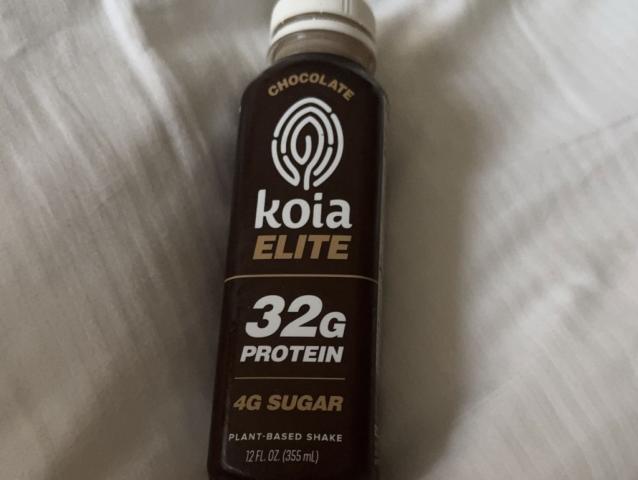 CHOCOLATE
koia
ELITE
32G
PROTEIN
4G SUGAR
PLANT-BASED SHAKE
12 FL. OZ. (355 mL)